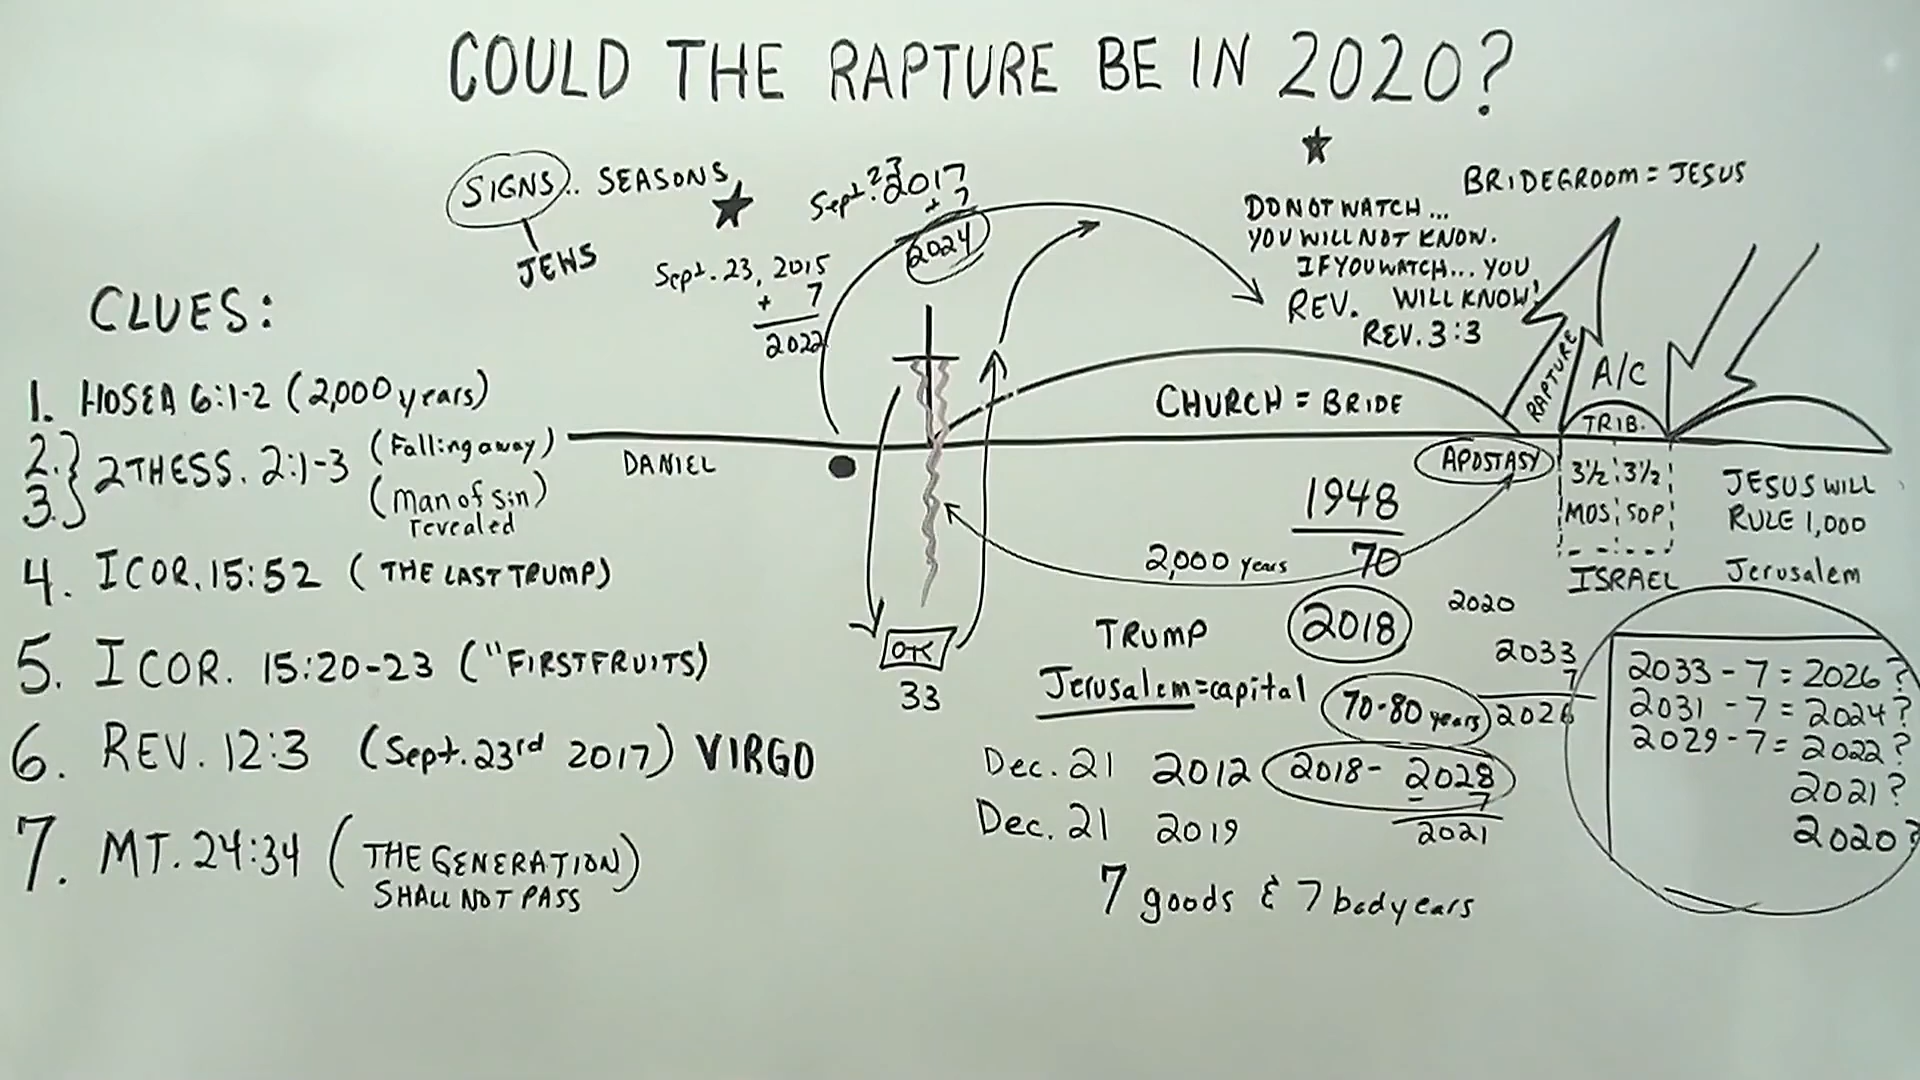 COULD THE RAPTURE BE IN 2020?
SIGNS.. SEASONS
JEWS
Sept. 23, 2015
+ 7
2022
Sept. 23 2017
+ 7
2024
DO NOT WATCH...
YOU WILL NOT KNOW.
IF YOU WATCH... YOU
WILL KNOW!
REV.
REV. 3:3
BRIDEGROOM = JESUS
CLUES:
1. HOSEA 6:1-2 (2,000 years)
2.} 2 THESS. 2:1-3 (Falling away)
3.} (Man of Sin)
revealed
4. I COR. 15:52 (THE LAST TRUMP)
5. I COR. 15:20-23 ("FIRSTFRUITS)
6. REV. 12:3 (Sept. 23rd 2017) VIRGO
7. MT. 24:34 (THE GENERATION)
SHALL NOT PASS
DANIEL
33
CHURCH = BRIDE
RAPTURE
A/C
TRIB.
APOSTASY
3½ 3½
MOS SOP
ISRAEL
JESUS WILL
RULE 1,000
Jerusalem
1948
70
2018
2,000 years
TRUMP
Jerusalem = capital
70-80 years
2020
2033
7
2026
Dec. 21 2012
Dec. 21 2019
2018 - 2028
- 7
2021
7 goods & 7 bad years
2033 - 7 = 2026?
2031 - 7 = 2024?
2029 - 7 = 2022?
2021?
2020?